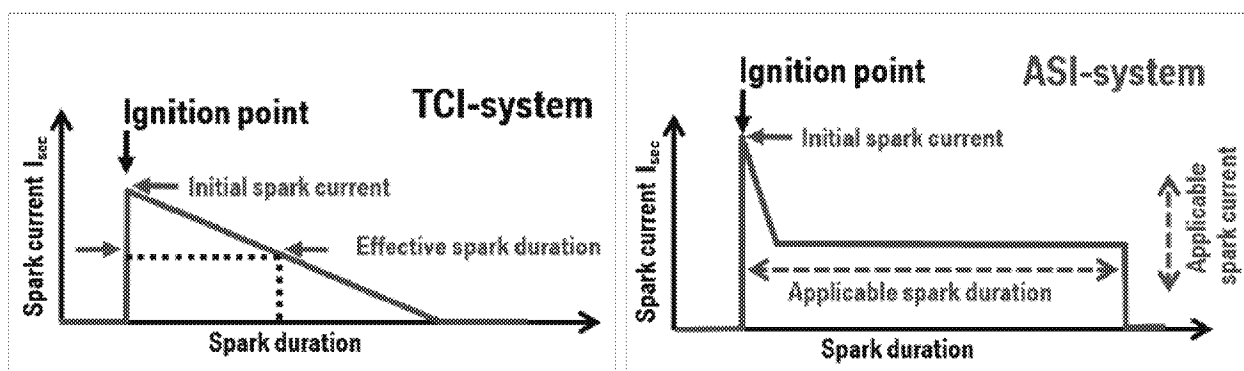 TCI-system
Ignition point
Initial spark current
Effective spark duration
Spark current Isec
Spark duration
ASI-system
Ignition point
Initial spark current
Applicable spark duration
Applicable
spark current
Spark current Isec
Spark duration